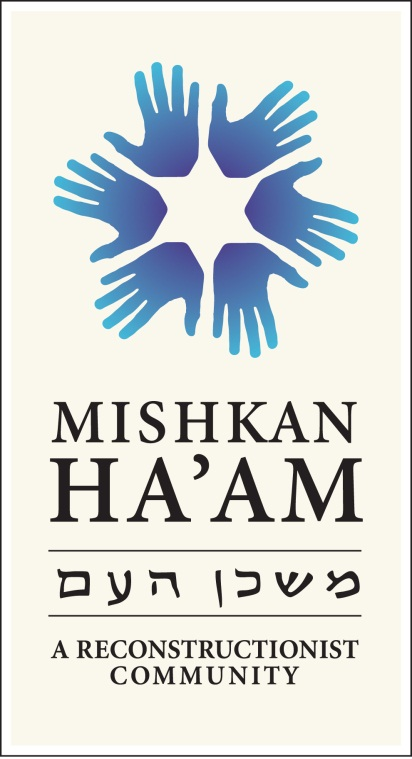 MISHKAN
HA’AM
משכן העם
A RECONSTRUCTIONIST
COMMUNITY